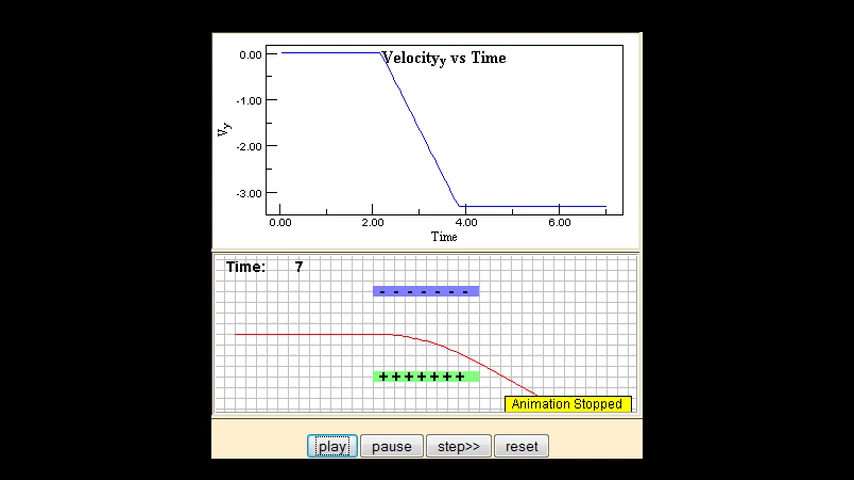 Velocityy vs Time
0.00
-1.00
-2.00
-3.00
Vy
0.00 2.00 4.00 6.00
Time
Time: 7
- - - - - - -
+++++++
Animation Stopped
play pause step>> reset